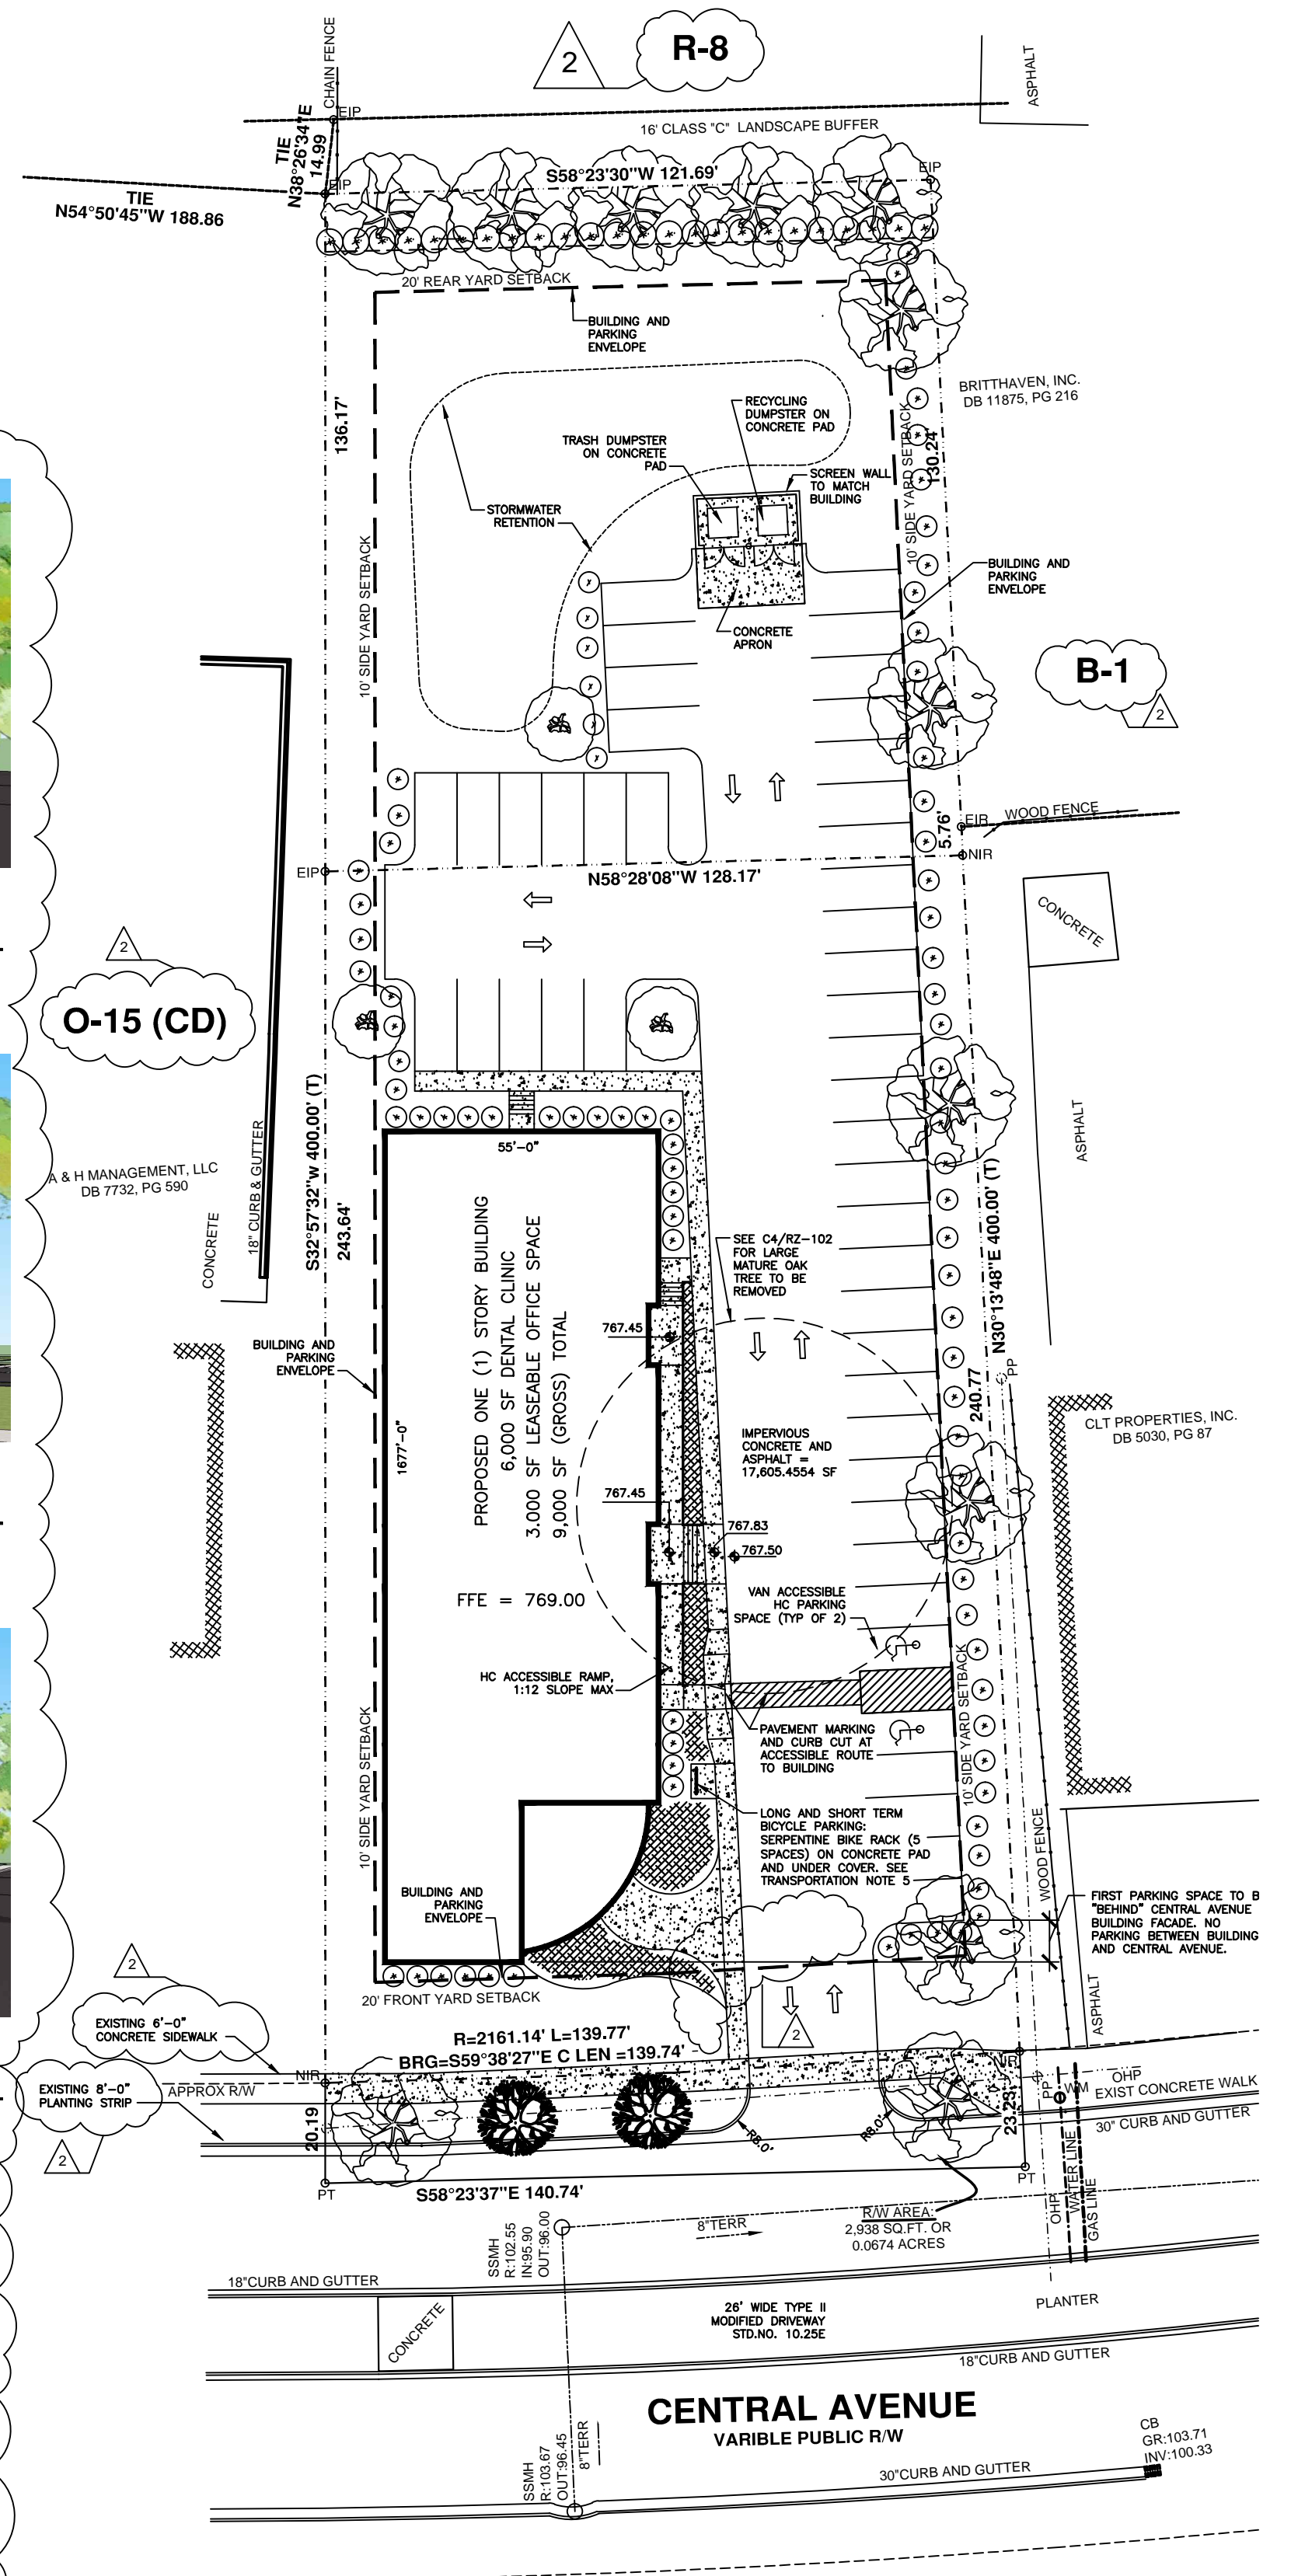 2
R-8
CHAIN FENCE
ASPHALT
EIP
16' CLASS "C" LANDSCAPE BUFFER
TIE
N38°26'34"E
14.99
EIP
S58°23'30"W 121.69'
EIP
TIE
N54°50'45"W 188.86
20' REAR YARD SETBACK
BUILDING AND
PARKING
ENVELOPE
BRITTHAVEN, INC.
DB 11875, PG 216
136.17'
RECYCLING
DUMPSTER ON
CONCRETE PAD
TRASH DUMPSTER
ON CONCRETE
PAD
SCREEN WALL
TO MATCH
BUILDING
10' SIDE YARD SETBACK
130.24'
STORMWATER
RETENTION
10' SIDE YARD SETBACK
BUILDING AND
PARKING
ENVELOPE
CONCRETE
APRON
B-1
2
WOOD FENCE
EIR
5.76'
NIR
EIP
N58°28'08"W 128.17'
CONCRETE
2
O-15 (CD)
S32°57'32"w 400.00' (T)
243.64'
18" CURB & GUTTER
ASPHALT
55'-0"
A & H MANAGEMENT, LLC
DB 7732, PG 590
CONCRETE
N30°13'48"E 400.00' (T)
240.77
PROPOSED ONE (1) STORY BUILDING
6,000 SF DENTAL CLINIC
3.000 SF LEASEABLE OFFICE SPACE
9,000 SF (GROSS) TOTAL
SEE C4/RZ-102
FOR LARGE
MATURE OAK
TREE TO BE
REMOVED
767.45
BUILDING AND
PARKING
ENVELOPE
PP
CLT PROPERTIES, INC.
DB 5030, PG 87
1677'-0"
IMPERVIOUS
CONCRETE AND
ASPHALT =
17,605.4554 SF
767.45
767.83
767.50
FFE = 769.00
VAN ACCESSIBLE
HC PARKING
SPACE (TYP OF 2)
HC ACCESSIBLE RAMP,
1:12 SLOPE MAX
10' SIDE YARD SETBACK
10' SIDE YARD SETBACK
PAVEMENT MARKING
AND CURB CUT AT
ACCESSIBLE ROUTE
TO BUILDING
LONG AND SHORT TERM
BICYCLE PARKING:
SERPENTINE BIKE RACK (5
SPACES) ON CONCRETE PAD
AND UNDER COVER. SEE
TRANSPORTATION NOTE 5
WOOD FENCE
BUILDING AND
PARKING
ENVELOPE
FIRST PARKING SPACE TO B
"BEHIND" CENTRAL AVENUE
BUILDING FACADE. NO
PARKING BETWEEN BUILDING
AND CENTRAL AVENUE.
2
20' FRONT YARD SETBACK
ASPHALT
EXISTING 6'-0"
CONCRETE SIDEWALK
2
R=2161.14' L=139.77'
BRG=S59°38'27"E C LEN =139.74'
NIR
NIR
EXISTING 8'-0"
PLANTING STRIP
APPROX R/W
2
PP
WM
OHP
EXIST CONCRETE WALK
30" CURB AND GUTTER
20.19
R8.0'
R8.0'
23.23
PT
PT
S58°23'37"E 140.74'
OHP
WATER LINE
GAS LINE
SSMH
R:102.55
IN:95.90
OUT:96.00
8"TERR
R/W AREA:
2,938 SQ.FT. OR
0.0674 ACRES
18"CURB AND GUTTER
CONCRETE
26' WIDE TYPE II
MODIFIED DRIVEWAY
STD.NO. 10.25E
PLANTER
18"CURB AND GUTTER
CENTRAL AVENUE
VARIBLE PUBLIC R/W
SSMH
R:103.67
OUT:96.45
8"TERR
CB
GR:103.71
INV:100.33
30"CURB AND GUTTER